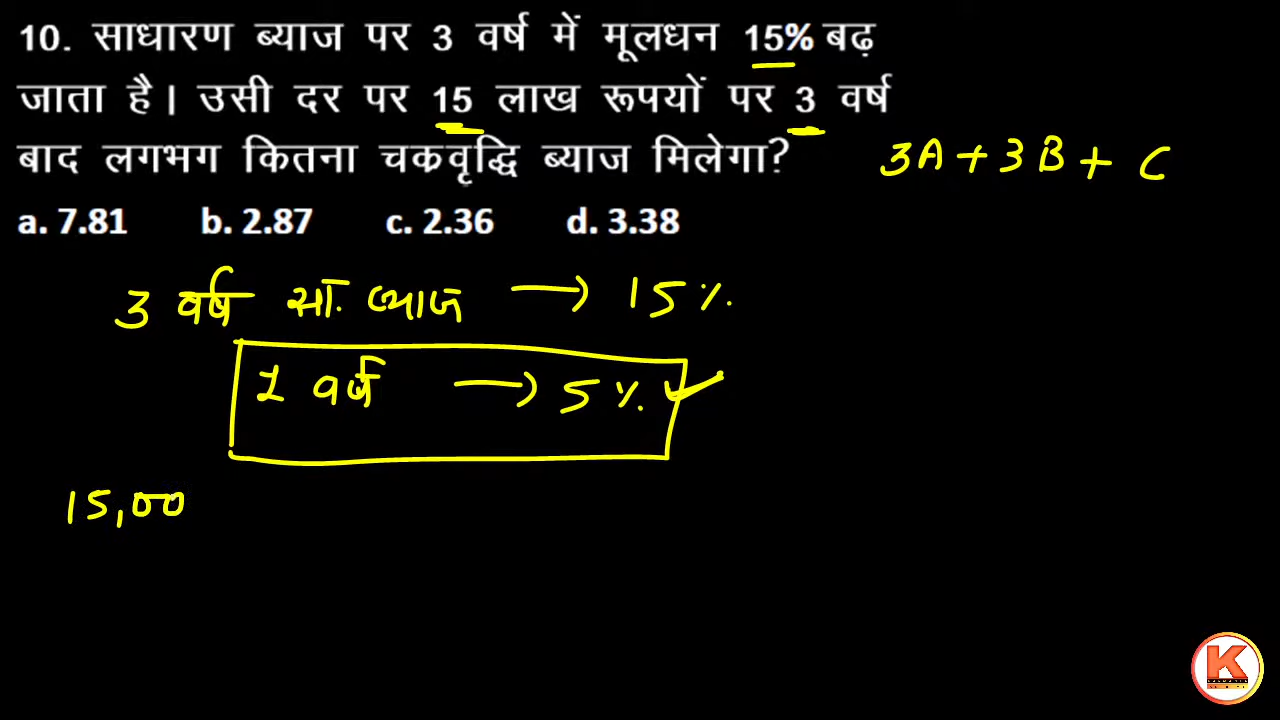 10. साधारण ब्याज पर 3 वर्ष में मूलधन 15% बढ़
जाता है। उसी दर पर 15 लाख रूपयों पर 3 वर्ष
बाद लगभग कितना चक्रवृद्धि ब्याज मिलेगा?
3A + 3B + C
a. 7.81 b. 2.87 c. 2.36 d. 3.38
3 वर्ष सा. ब्याज → 15 %
1 वर्ष → 5 %
15,00
K